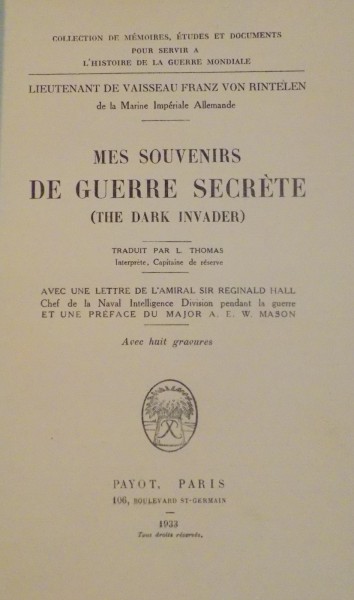 COLLECTION DE MÉMOIRES, ÉTUDES ET DOCUMENTS
POUR SERVIR A
L'HISTOIRE DE LA GUERRE MONDIALE
LIEUTENANT DE VAISSEAU FRANZ VON RINTELEN
de la Marine Impériale Allemande
MES SOUVENIRS
DE GUERRE SECRÈTE
(THE DARK INVADER)
TRADUIT PAR L. THOMAS
Interprète, Capitaine de réserve
AVEC UNE LETTRE DE L'AMIRAL SIR REGINALD HALL
Chef de la Naval Intelligence Division pendant la guerre
ET UNE PRÉFACE DU MAJOR A. E. W. MASON
Avec huit gravures
PAYOT, PARIS
106, BOULEVARD ST-GERMAIN
1933
Tous droits réservés.